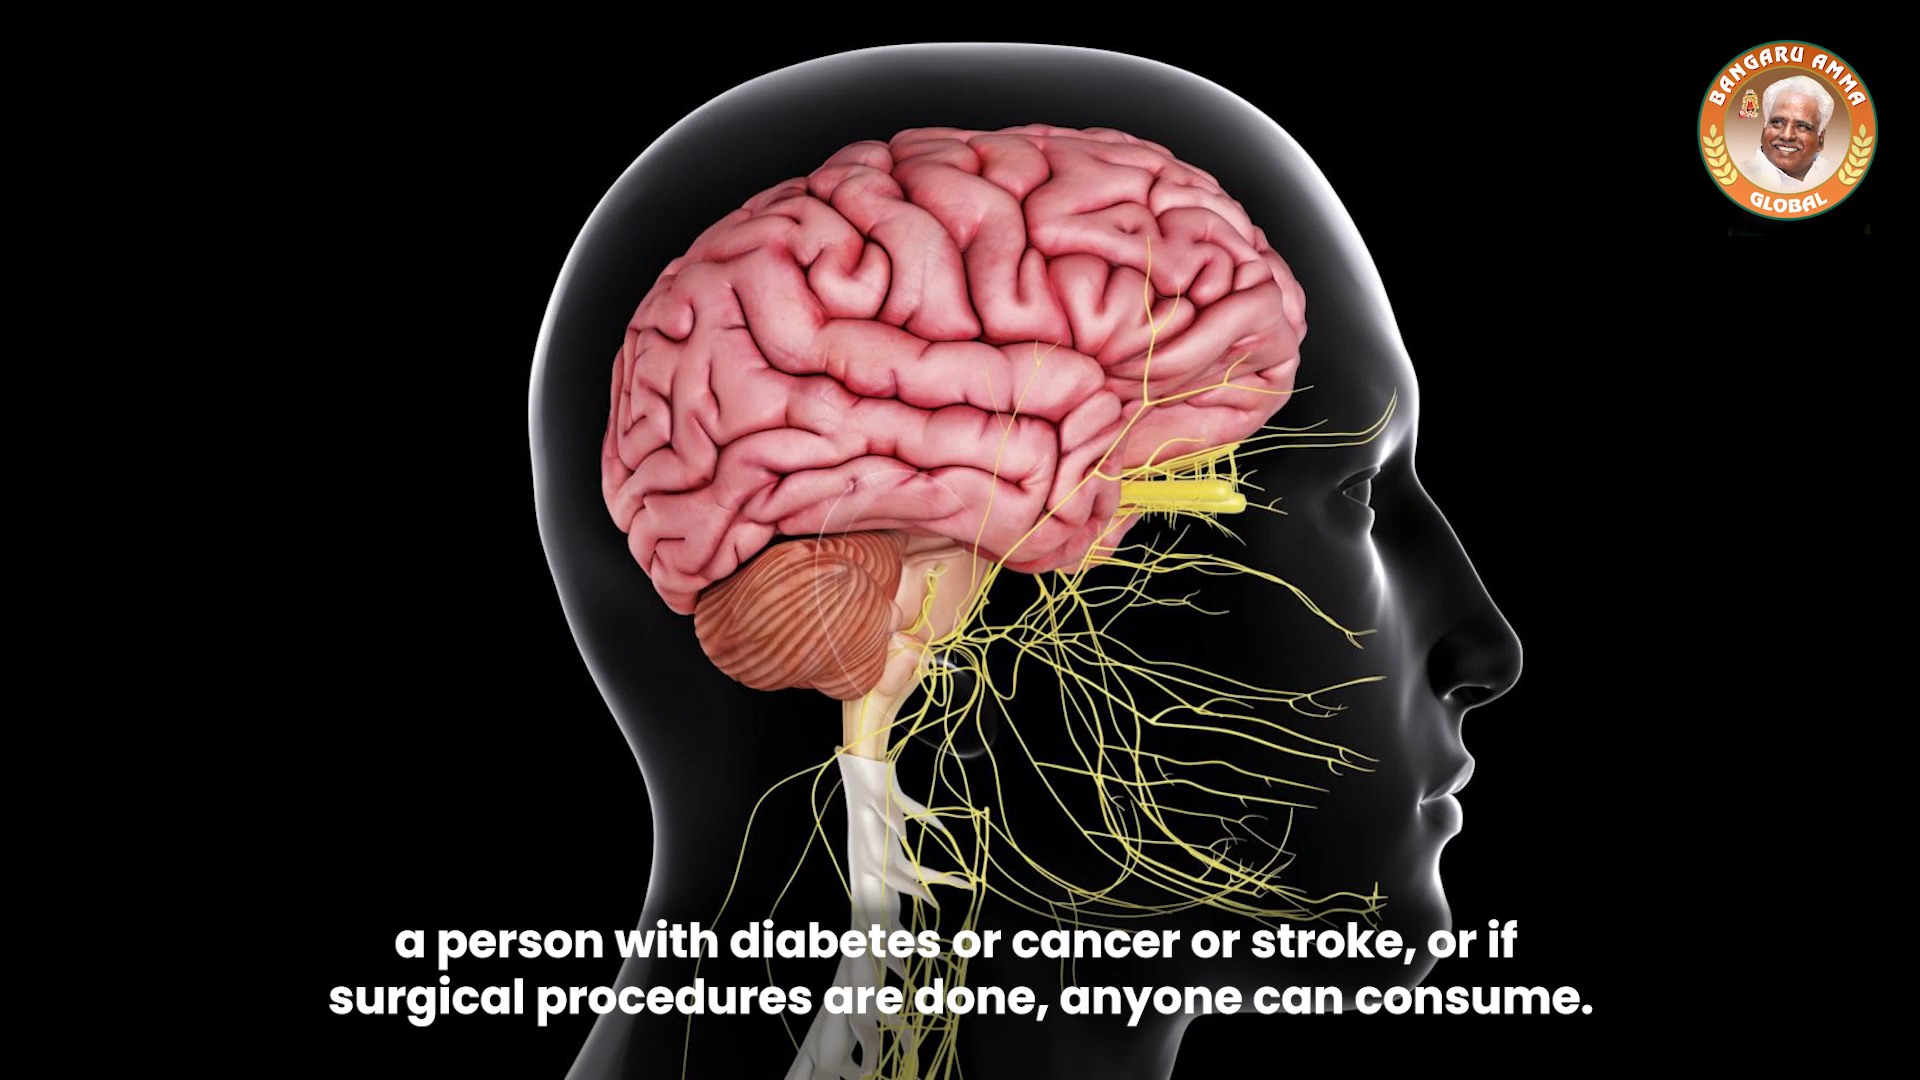 BANGARU AMMA
GLOBAL
a person with diabetes or cancer or stroke, or if
surgical procedures are done, anyone can consume.